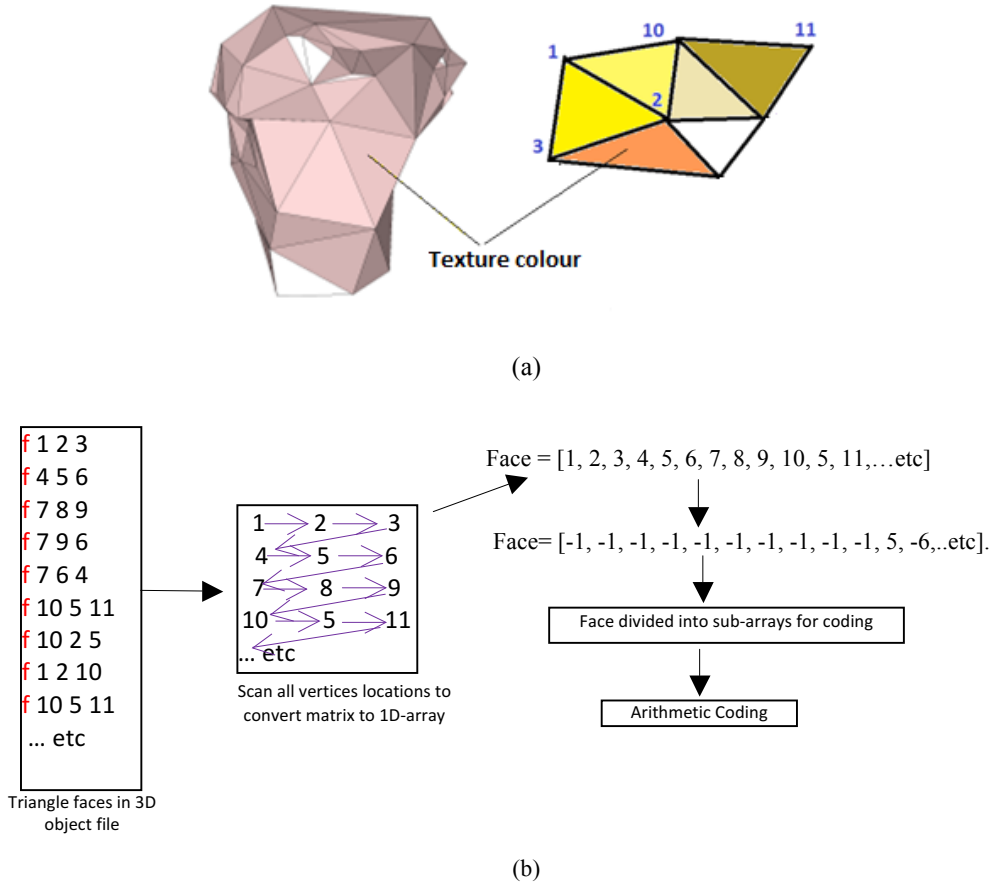 10
11
1
2
3
Texture colour
(a)
f 1 2 3
f 4 5 6
f 7 8 9
f 7 9 6
f 7 6 4
f 10 5 11
f 10 2 5
f 1 2 10
f 10 5 11
... etc
Triangle faces in 3D
object file
1 2 3
4 5 6
7 8 9
10 5 11
... etc
Scan all vertices locations to
convert matrix to 1D-array
Face = [1, 2, 3, 4, 5, 6, 7, 8, 9, 10, 5, 11,…etc]
Face= [-1, -1, -1, -1, -1, -1, -1, -1, -1, -1, 5, -6,..etc].
Face divided into sub-arrays for coding
Arithmetic Coding
(b)